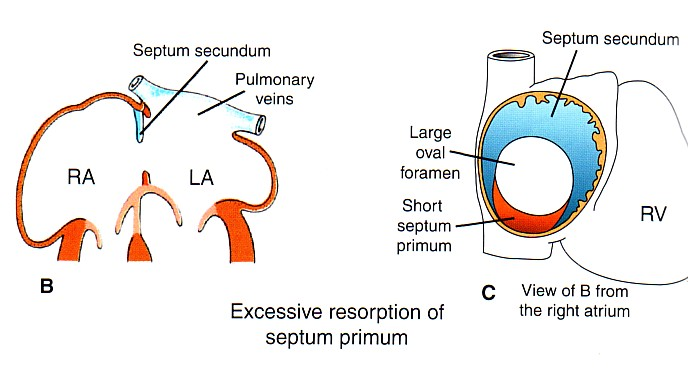 Septum secundum
Pulmonary
veins
RA
LA
B
Septum secundum
Large
oval
foramen
Short
septum
primum
RV
C
View of B from
the right atrium
Excessive resorption of
septum primum